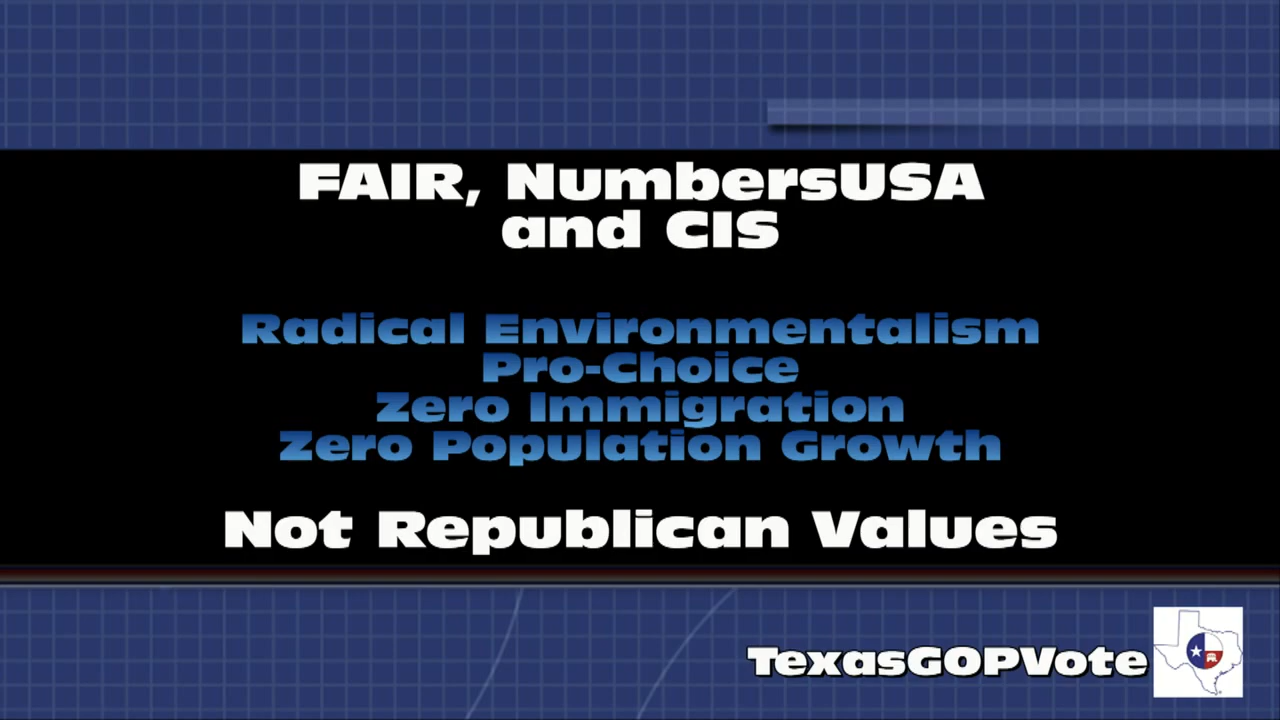 FAIR, NumbersUSA
and CIS
Radical Environmentalism
Pro-Choice
Zero Immigration
Zero Population Growth
Not Republican Values
TexasGOPVote